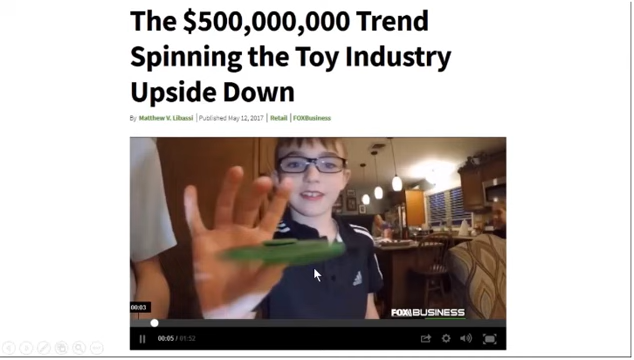 The $500,000,000 Trend
Spinning the Toy Industry
Upside Down
By Matthew V. Libassi | Published May 12, 2017 | Retail | FOXBusiness
adidas
FOX BUSINESS
00:03
00:05 / 01:52